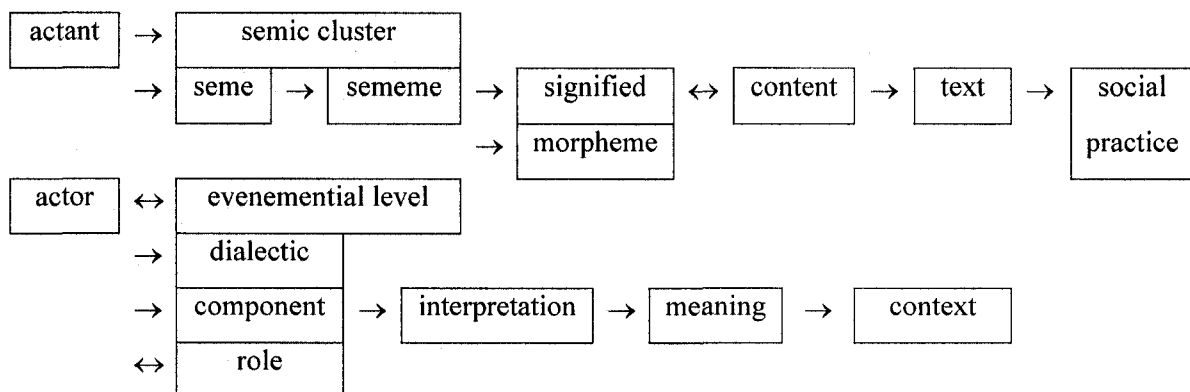 actant → semic cluster
→ seme → sememe → signified ↔ content → text → social
→ morpheme practice
actor ↔ evenemential level
→ dialectic
→ component → interpretation → meaning → context
↔ role